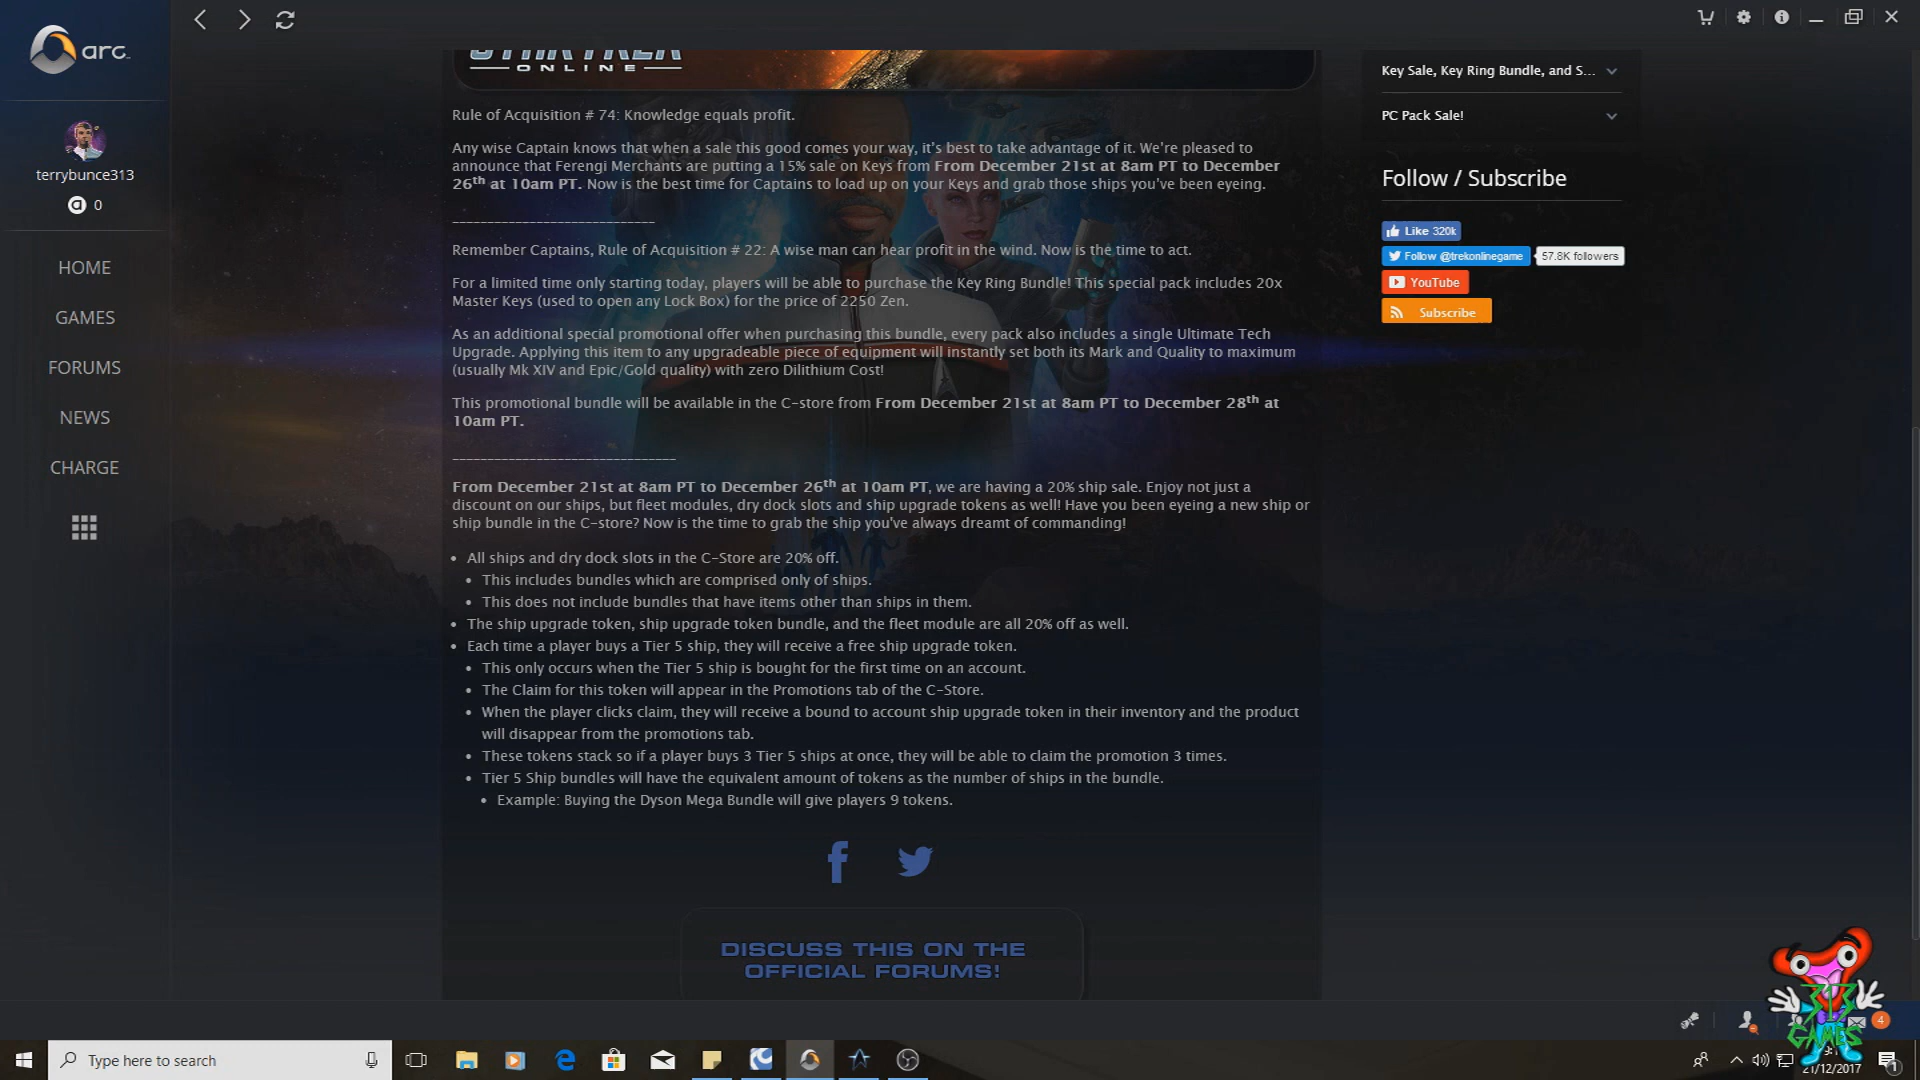 arc
terrybunce313
0
HOME
GAMES
FORUMS
NEWS
CHARGE
STAR TREK
ONLINE
Rule of Acquisition # 74: Knowledge equals profit.
Any wise Captain knows that when a sale this good comes your way, it's best to take advantage of it. We're pleased to
announce that Ferengi Merchants are putting a 15% sale on Keys from From December 21st at 8am PT to December
26th at 10am PT. Now is the best time for Captains to load up on your Keys and grab those ships you've been eyeing.
_____________________________
Remember Captains, Rule of Acquisition # 22: A wise man can hear profit in the wind. Now is the time to act.
For a limited time only starting today, players will be able to purchase the Key Ring Bundle! This special pack includes 20x
Master Keys (used to open any Lock Box) for the price of 2250 Zen.
As an additional special promotional offer when purchasing this bundle, every pack also includes a single Ultimate Tech
Upgrade. Applying this item to any upgradeable piece of equipment will instantly set both its Mark and Quality to maximum
(usually Mk XIV and Epic/Gold quality) with zero Dilithium Cost!
This promotional bundle will be available in the C-store from From December 21st at 8am PT to December 28th at
10am PT.
________________________________
From December 21st at 8am PT to December 26th at 10am PT, we are having a 20% ship sale. Enjoy not just a
discount on our ships, but fleet modules, dry dock slots and ship upgrade tokens as well! Have you been eyeing a new ship or
ship bundle in the C-store? Now is the time to grab the ship you've always dreamt of commanding!
• All ships and dry dock slots in the C-Store are 20% off.
• This includes bundles which are comprised only of ships.
• This does not include bundles that have items other than ships in them.
• The ship upgrade token, ship upgrade token bundle, and the fleet module are all 20% off as well.
• Each time a player buys a Tier 5 ship, they will receive a free ship upgrade token.
• This only occurs when the Tier 5 ship is bought for the first time on an account.
• The Claim for this token will appear in the Promotions tab of the C-Store.
• When the player clicks claim, they will receive a bound to account ship upgrade token in their inventory and the product
will disappear from the promotions tab.
• These tokens stack so if a player buys 3 Tier 5 ships at once, they will be able to claim the promotion 3 times.
• Tier 5 Ship bundles will have the equivalent amount of tokens as the number of ships in the bundle.
• Example: Buying the Dyson Mega Bundle will give players 9 tokens.
DISCUSS THIS ON THE
OFFICIAL FORUMS!
Key Sale, Key Ring Bundle, and S...
PC Pack Sale!
Follow / Subscribe
Like 320k
Follow @trekonlinegame
57.8K followers
YouTube
Subscribe
313
GAMES
4
Type here to search
21/12/2017
1